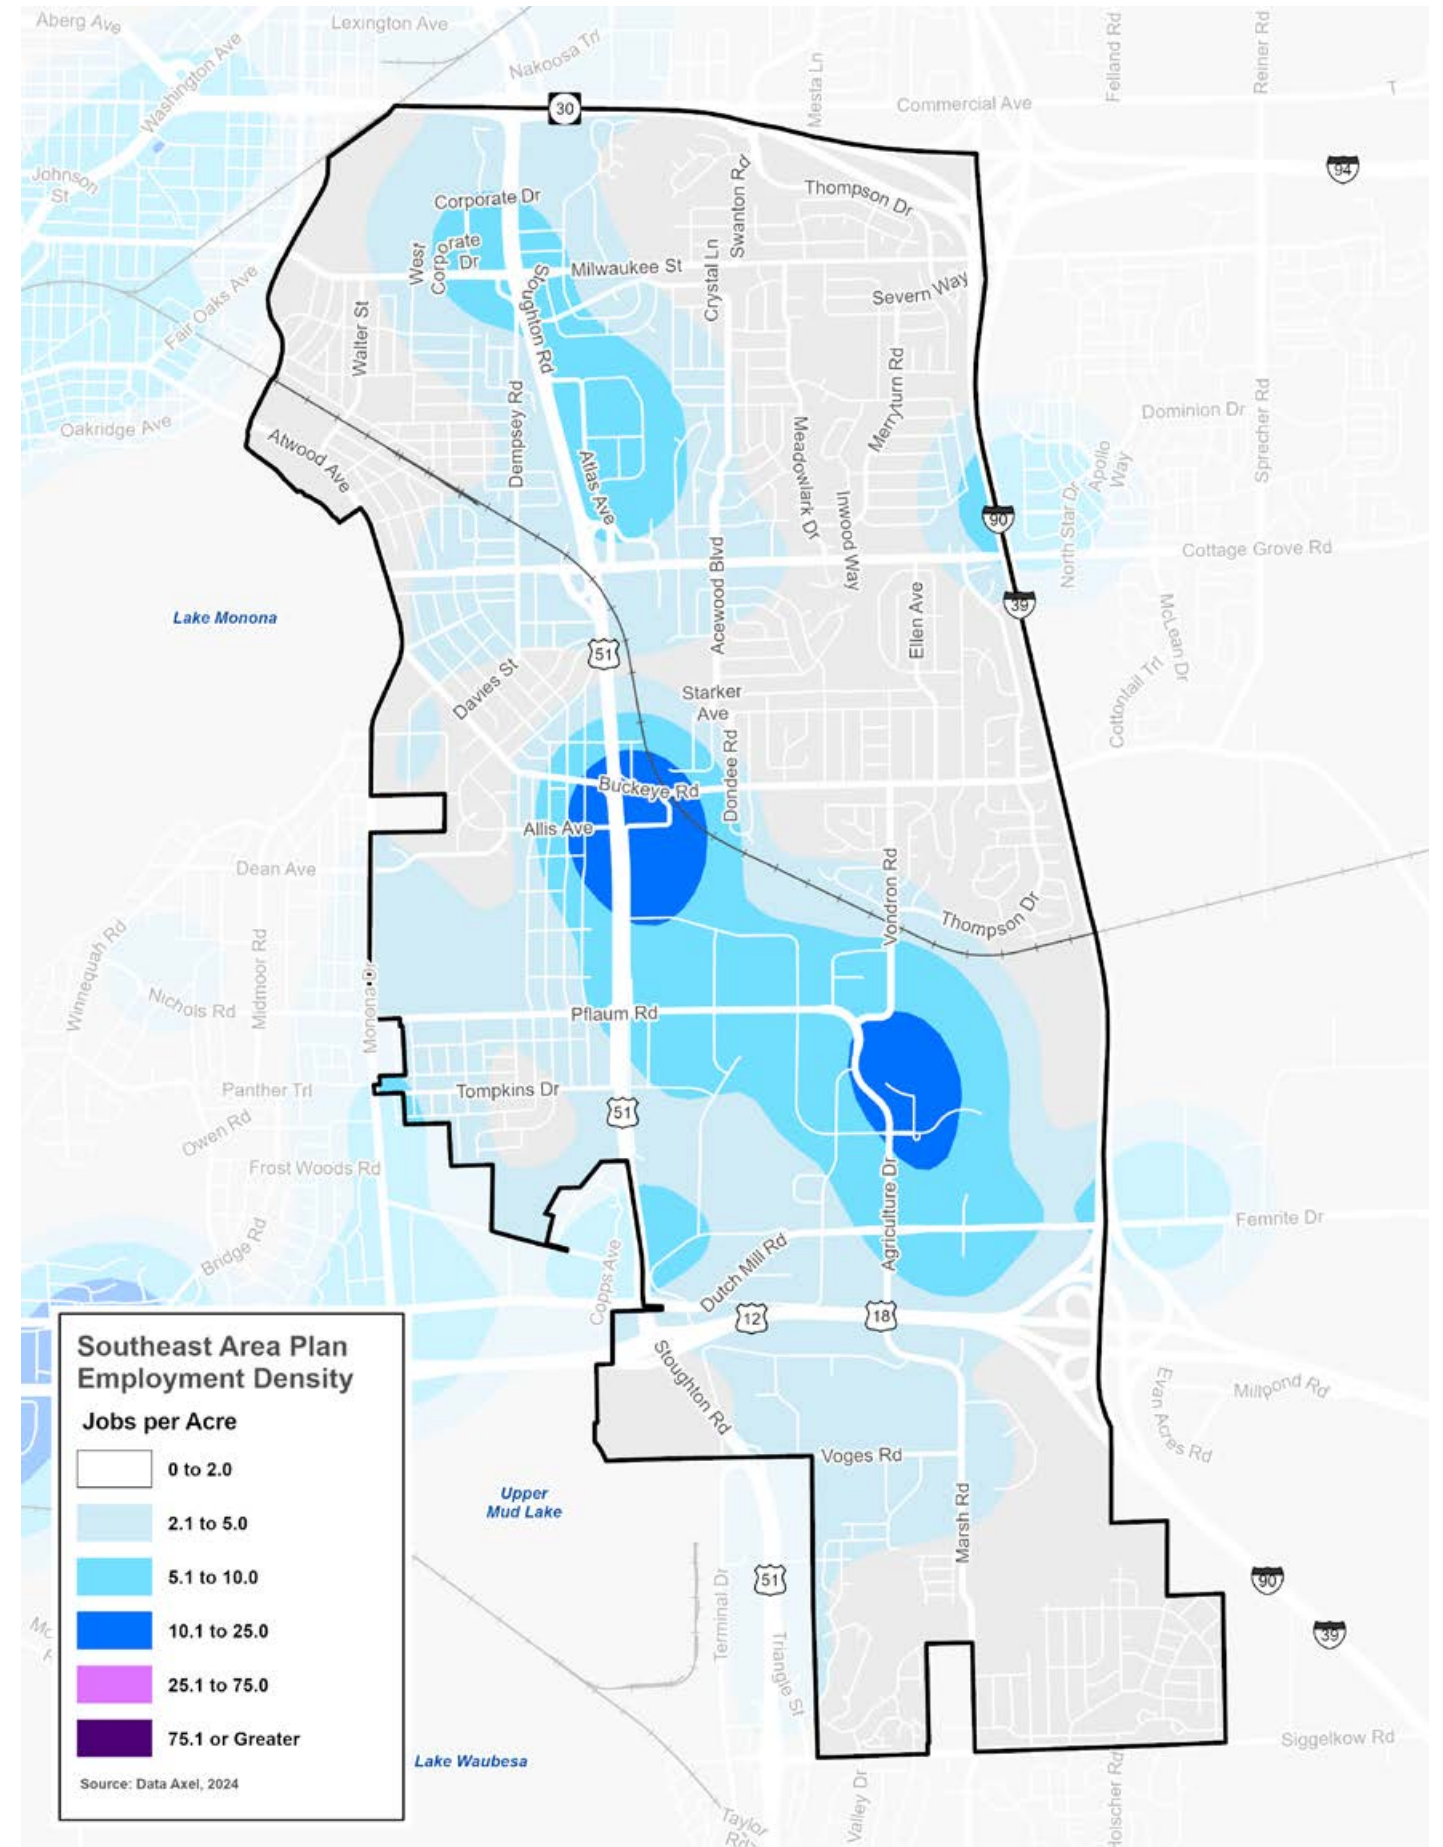 Aberg Ave
Lexington Ave
Washington Ave
Nakoosa Trl
Mesta Ln
Felland Rd
Reiner Rd
T
30
Commercial Ave
94
Johnson
St
Corporate Dr
Swanton Rd
Thompson Dr
West
Corporate
Dr
Milwaukee St
Crystal Ln
Severn Way
Fair Oaks Ave
Walter St
Stoughton Rd
Merryturn Rd
Dempsey Rd
Oakridge Ave
Atwood Ave
Atlas Ave
Meadowlark Dr
Inwood Way
Dominion Dr
Apollo
Way
Sprecher Rd
North Star Dr
90
Cottage Grove Rd
39
Lake Monona
Acewood Blvd
Ellen Ave
McLean Dr
51
Davies St
Starker
Ave
Cottontail Trl
Buckeye Rd
Dondee Rd
Allis Ave
Dean Ave
Vondron Rd
Thompson Dr
Winnequah Rd
Midmoor Rd
Monona Dr
Nichols Rd
Pflaum Rd
Panther Trl
Tompkins Dr
51
Owen Rd
Frost Woods Rd
Agriculture Dr
Femrite Dr
Bridge Rd
Copps Ave
Dutch Mill Rd
12
18
Stoughton Rd
Evan Acres Rd
Millpond Rd
Voges Rd
Marsh Rd
Upper
Mud Lake
51
Terminal Dr
Triangle St
90
39
Siggelkow Rd
Lake Waubesa
Valley Dr
Holscher Rd
Taylor
Rd
Southeast Area Plan
Employment Density
Jobs per Acre
0 to 2.0
2.1 to 5.0
5.1 to 10.0
10.1 to 25.0
25.1 to 75.0
75.1 or Greater
Source: Data Axel, 2024